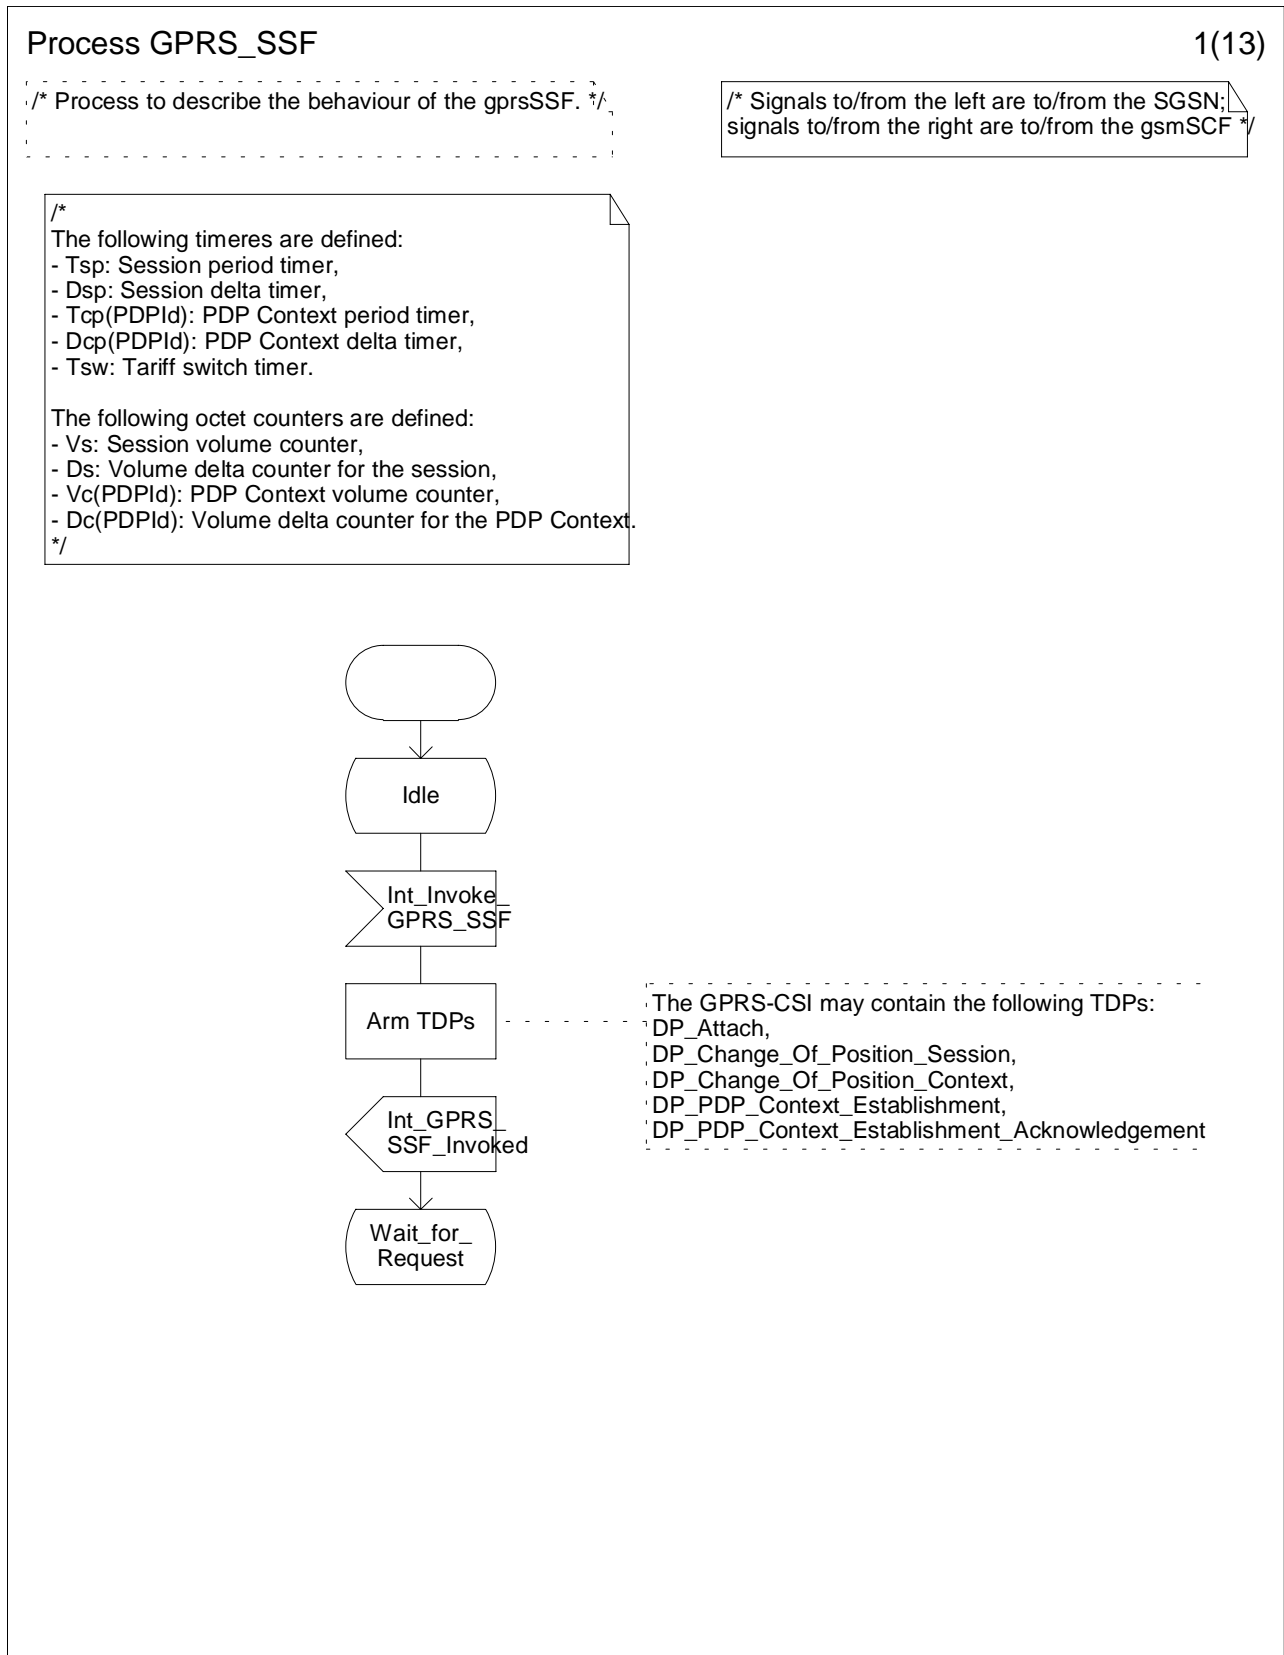 Process GPRS_SSF
1(13)
/* Process to describe the behaviour of the gprsSSF. */
/* Signals to/from the left are to/from the SGSN;
signals to/from the right are to/from the gsmSCF */
/*
The following timeres are defined:
- Tsp: Session period timer,
- Dsp: Session delta timer,
- Tcp(PDPId): PDP Context period timer,
- Dcp(PDPId): PDP Context delta timer,
- Tsw: Tariff switch timer.
The following octet counters are defined:
- Vs: Session volume counter,
- Ds: Volume delta counter for the session,
- Vc(PDPId): PDP Context volume counter,
- Dc(PDPId): Volume delta counter for the PDP Context.
*/
Idle
Int_Invoke_
GPRS_SSF
Arm TDPs
The GPRS-CSI may contain the following TDPs:
DP_Attach,
DP_Change_Of_Position_Session,
DP_Change_Of_Position_Context,
DP_PDP_Context_Establishment,
DP_PDP_Context_Establishment_Acknowledgement
Int_GPRS_
SSF_Invoked
Wait_for_
Request